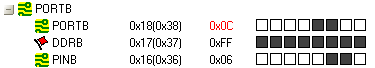 PORTB
PORTB 0x18(0x38) 0x0C
DDRB 0x17(0x37) 0xFF
PINB 0x16(0x36) 0x06